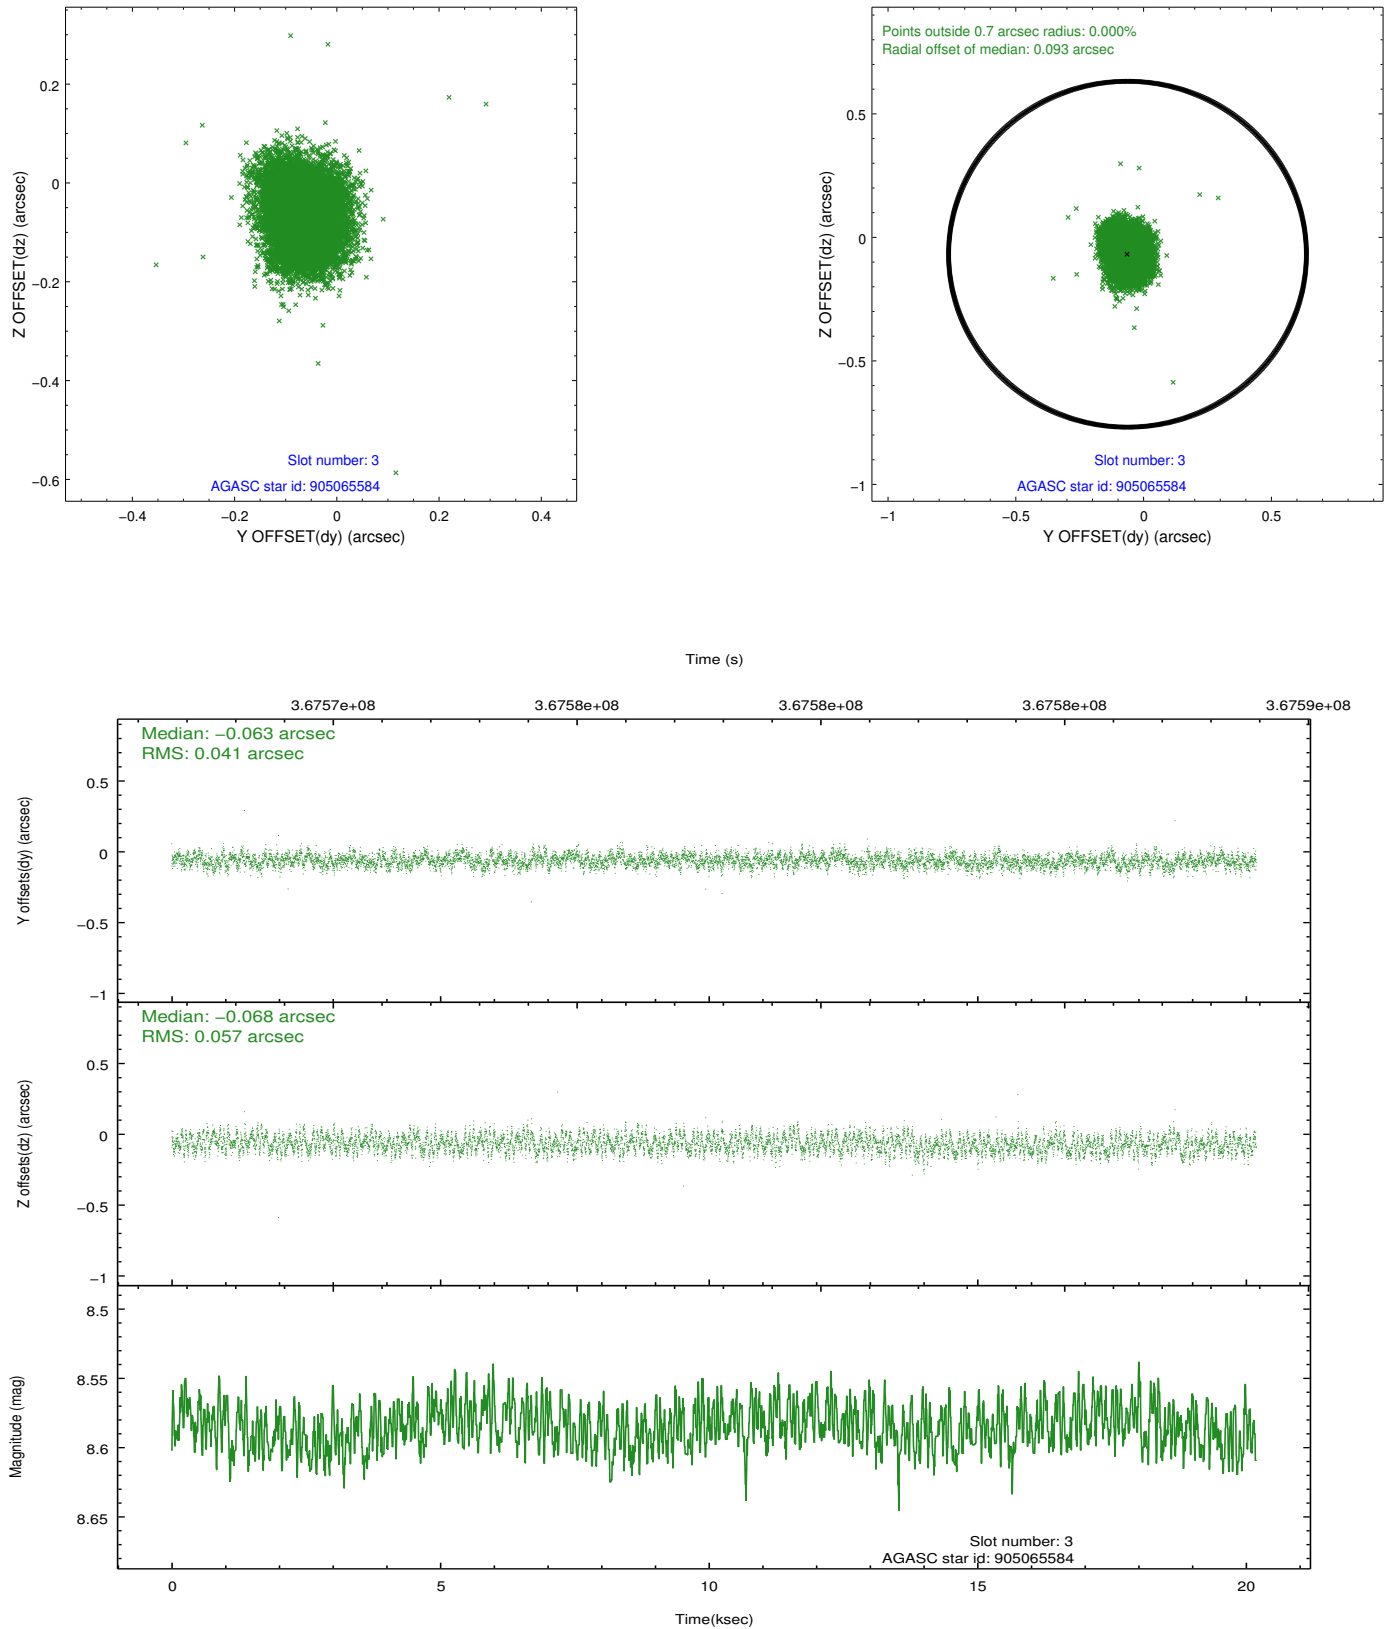 0.2
0
−0.2
−0.4
−0.6
Z OFFSET(dz) (arcsec)
Slot number: 3
AGASC star id: 905065584
−0.4 −0.2 0 0.2 0.4
Y OFFSET(dy) (arcsec)
Points outside 0.7 arcsec radius: 0.000%
Radial offset of median: 0.093 arcsec
0.5
0
−0.5
−1
Z OFFSET(dz) (arcsec)
Slot number: 3
AGASC star id: 905065584
−1 −0.5 0 0.5
Y OFFSET(dy) (arcsec)
Time (s)
3.6757e+08 3.6758e+08 3.6758e+08 3.6758e+08 3.6759e+08
Median: −0.063 arcsec
RMS: 0.041 arcsec
0.5
0
−0.5
−1
Y offsets(dy) (arcsec)
Median: −0.068 arcsec
RMS: 0.057 arcsec
0.5
0
−0.5
−1
Z offsets(dz) (arcsec)
8.5
8.55
8.6
8.65
Magnitude (mag)
Slot number: 3
AGASC star id: 905065584
0 5 10 15 20
Time(ksec)